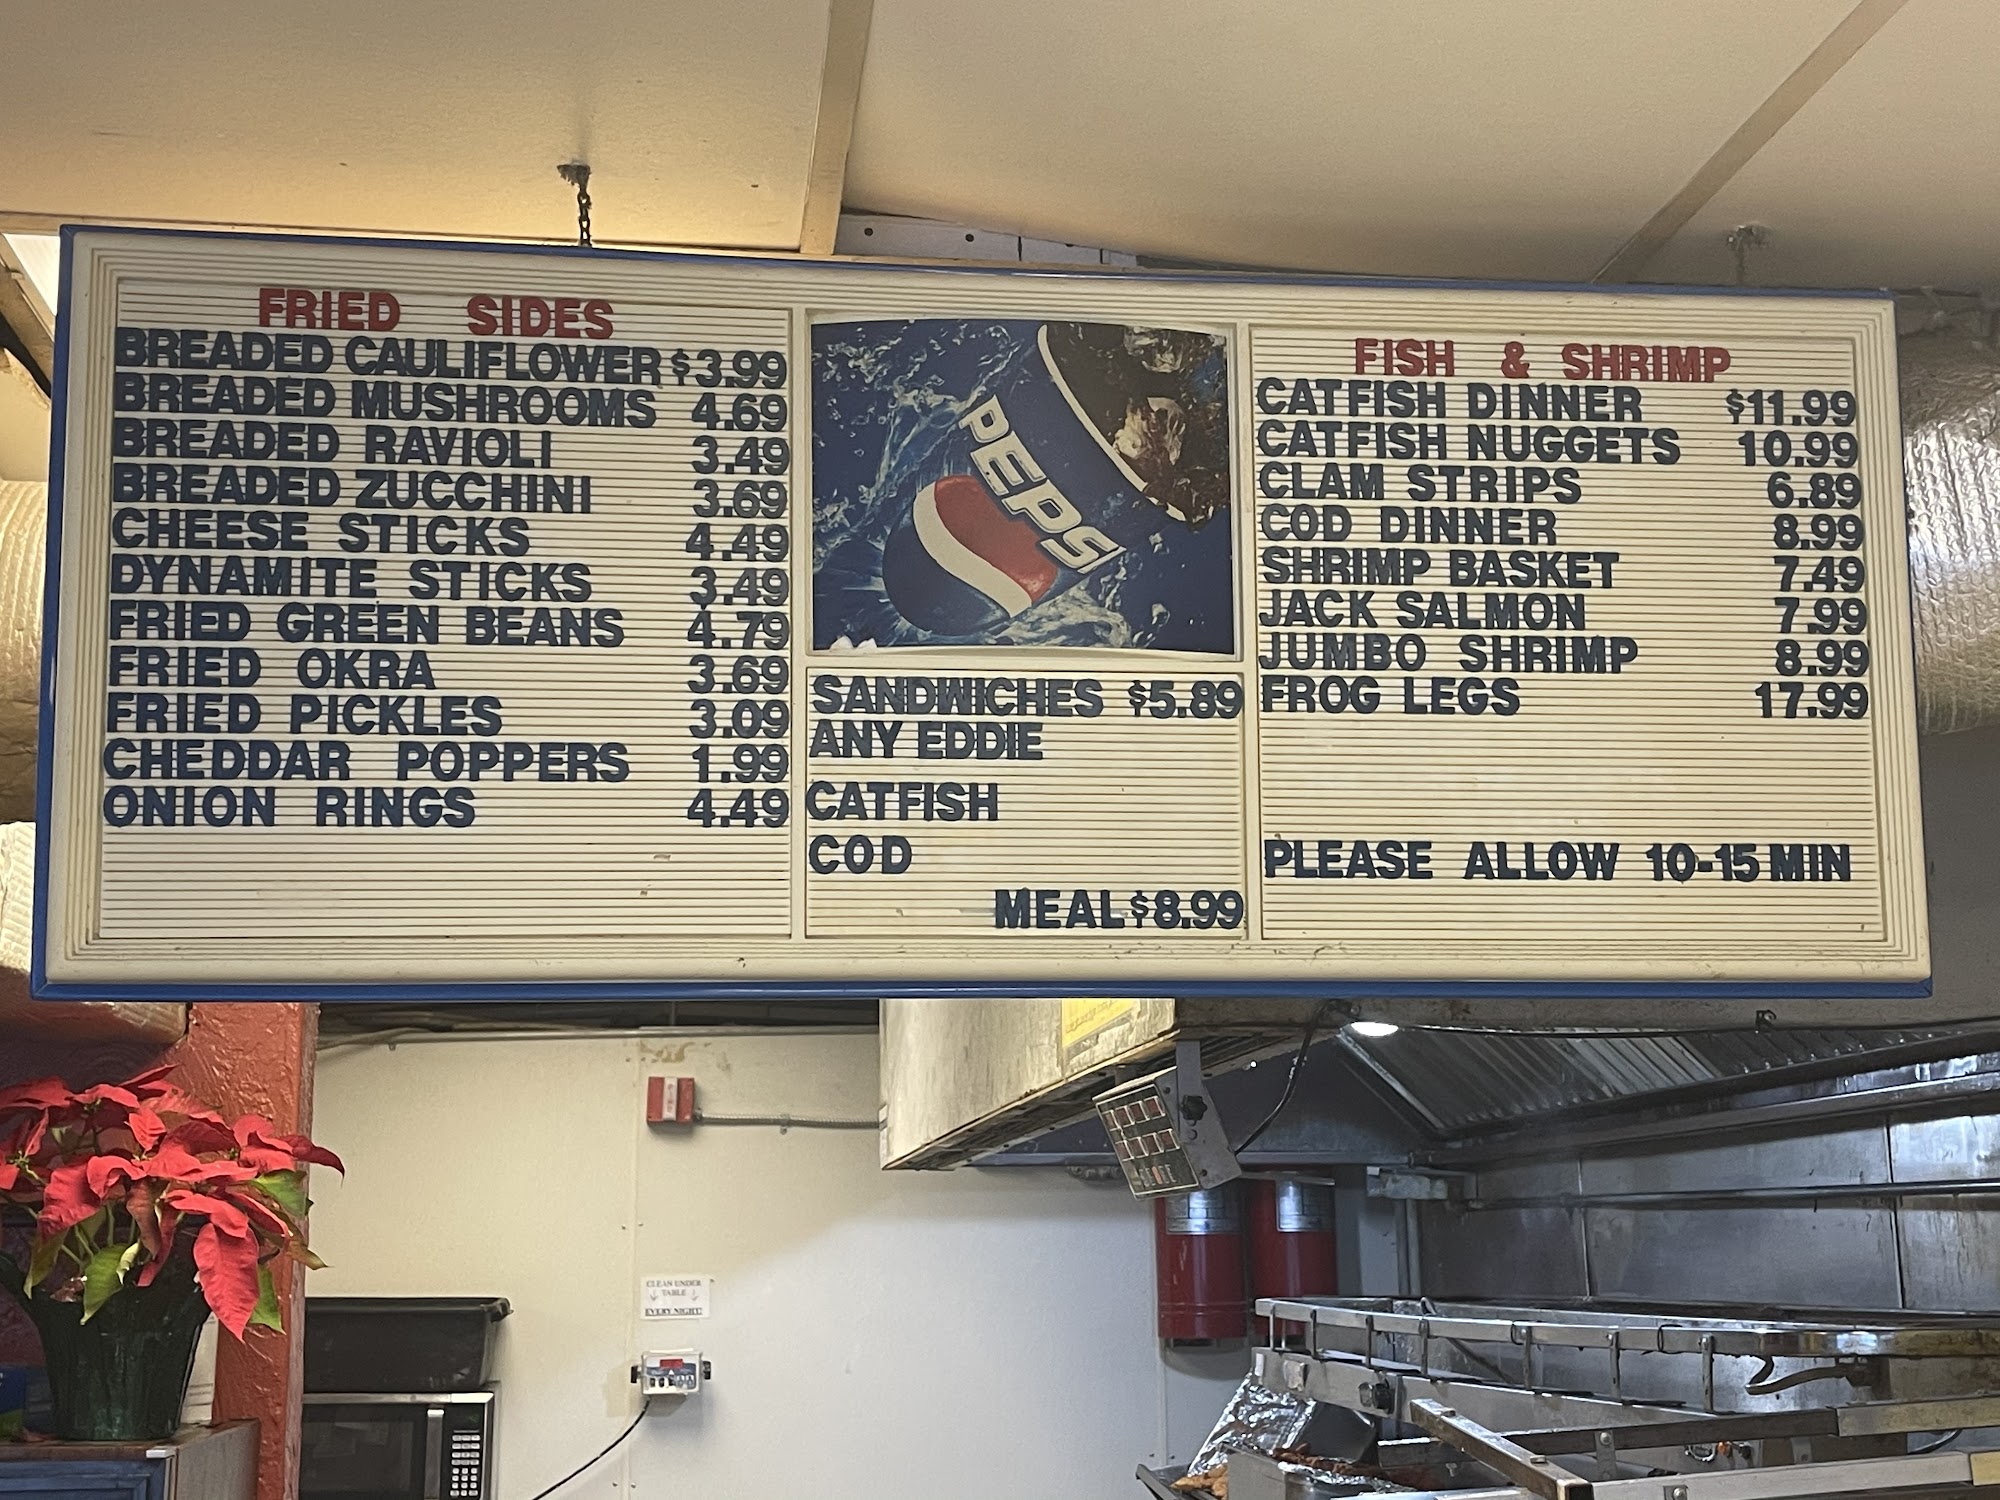 FRIED SIDES
BREADED CAULIFLOWER $3.99
BREADED MUSHROOMS 4.69
BREADED RAVIOLI 3.49
BREADED ZUCCHINI 3.69
CHEESE STICKS 4.49
DYNAMITE STICKS 3.49
FRIED GREEN BEANS 4.79
FRIED OKRA 3.69
FRIED PICKLES 3.09
CHEDDAR POPPERS 1.99
ONION RINGS 4.49
PEPSI
SANDWICHES $5.89
ANY EDDIE
CATFISH
COD
MEAL $8.99
FISH & SHRIMP
CATFISH DINNER $11.99
CATFISH NUGGETS 10.99
CLAM STRIPS 6.89
COD DINNER 8.99
SHRIMP BASKET 7.49
JACK SALMON 7.99
JUMBO SHRIMP 8.99
FROG LEGS 17.99
PLEASE ALLOW 10-15 MIN
CLEAN UNDER
TABLE
EVERY NIGHT!